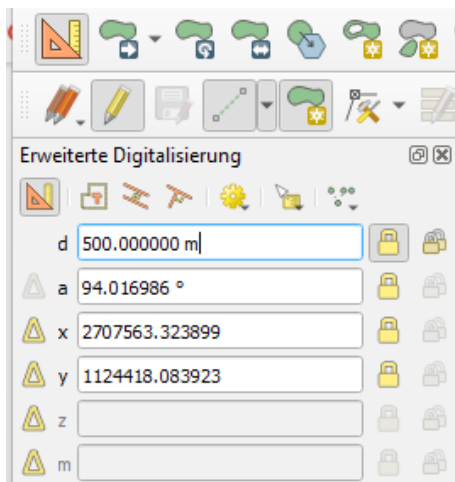 Erweiterte Digitalisierung
d 500.000000 m
a 94.016986 °
x 2707563.323899
y 1124418.083923
z
m